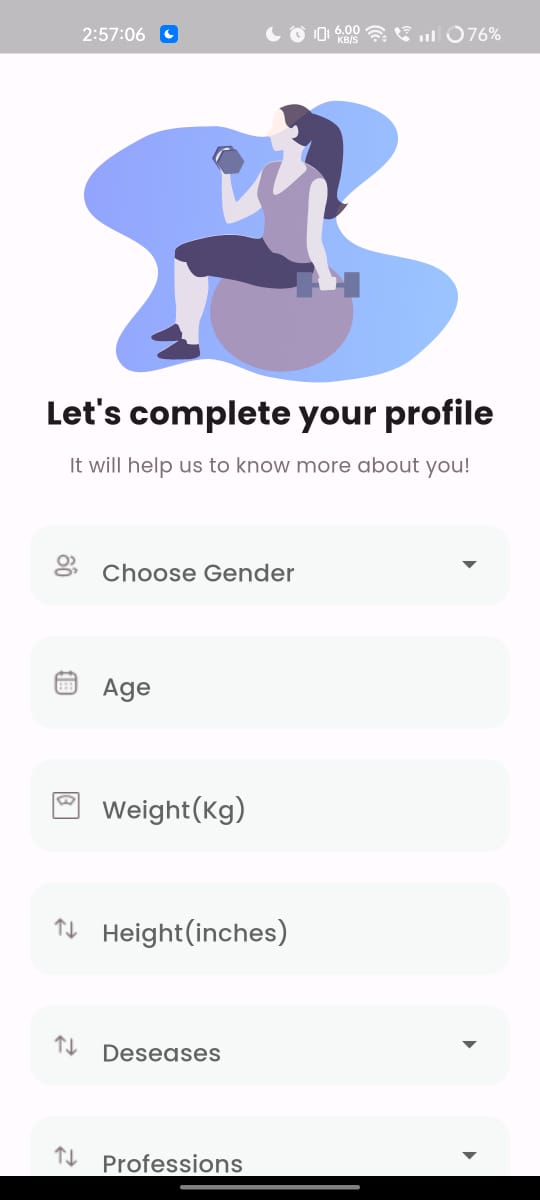 2:57:06
6.00
KB/S
76%
Let's complete your profile
It will help us to know more about you!
Choose Gender
Age
Weight(Kg)
Height(inches)
Deseases
Professions